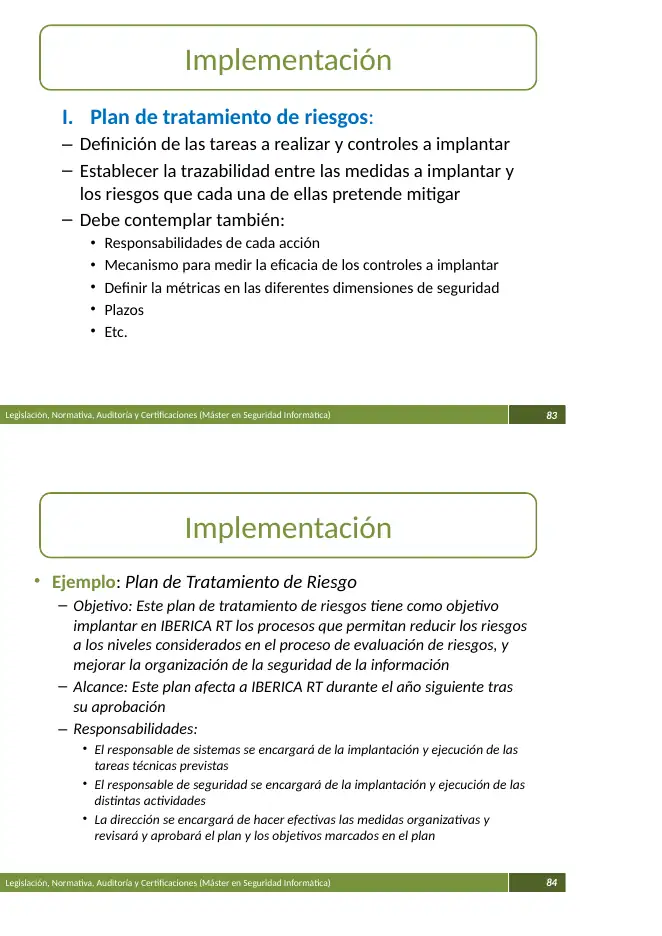 Implementación
I. Plan de tratamiento de riesgos:
– Definición de las tareas a realizar y controles a implantar
– Establecer la trazabilidad entre las medidas a implantar y
los riesgos que cada una de ellas pretende mitigar
– Debe contemplar también:
• Responsabilidades de cada acción
• Mecanismo para medir la eficacia de los controles a implantar
• Definir la métricas en las diferentes dimensiones de seguridad
• Plazos
• Etc.
Legislación, Normativa, Auditoría y Certificaciones (Máster en Seguridad Informática) 83
Implementación
• Ejemplo: Plan de Tratamiento de Riesgo
– Objetivo: Este plan de tratamiento de riesgos tiene como objetivo
implantar en IBERICA RT los procesos que permitan reducir los riesgos
a los niveles considerados en el proceso de evaluación de riesgos, y
mejorar la organización de la seguridad de la información
– Alcance: Este plan afecta a IBERICA RT durante el año siguiente tras
su aprobación
– Responsabilidades:
• El responsable de sistemas se encargará de la implantación y ejecución de las
tareas técnicas previstas
• El responsable de seguridad se encargará de la implantación y ejecución de las
distintas actividades
• La dirección se encargará de hacer efectivas las medidas organizativas y
revisará y aprobará el plan y los objetivos marcados en el plan
Legislación, Normativa, Auditoría y Certificaciones (Máster en Seguridad Informática) 84